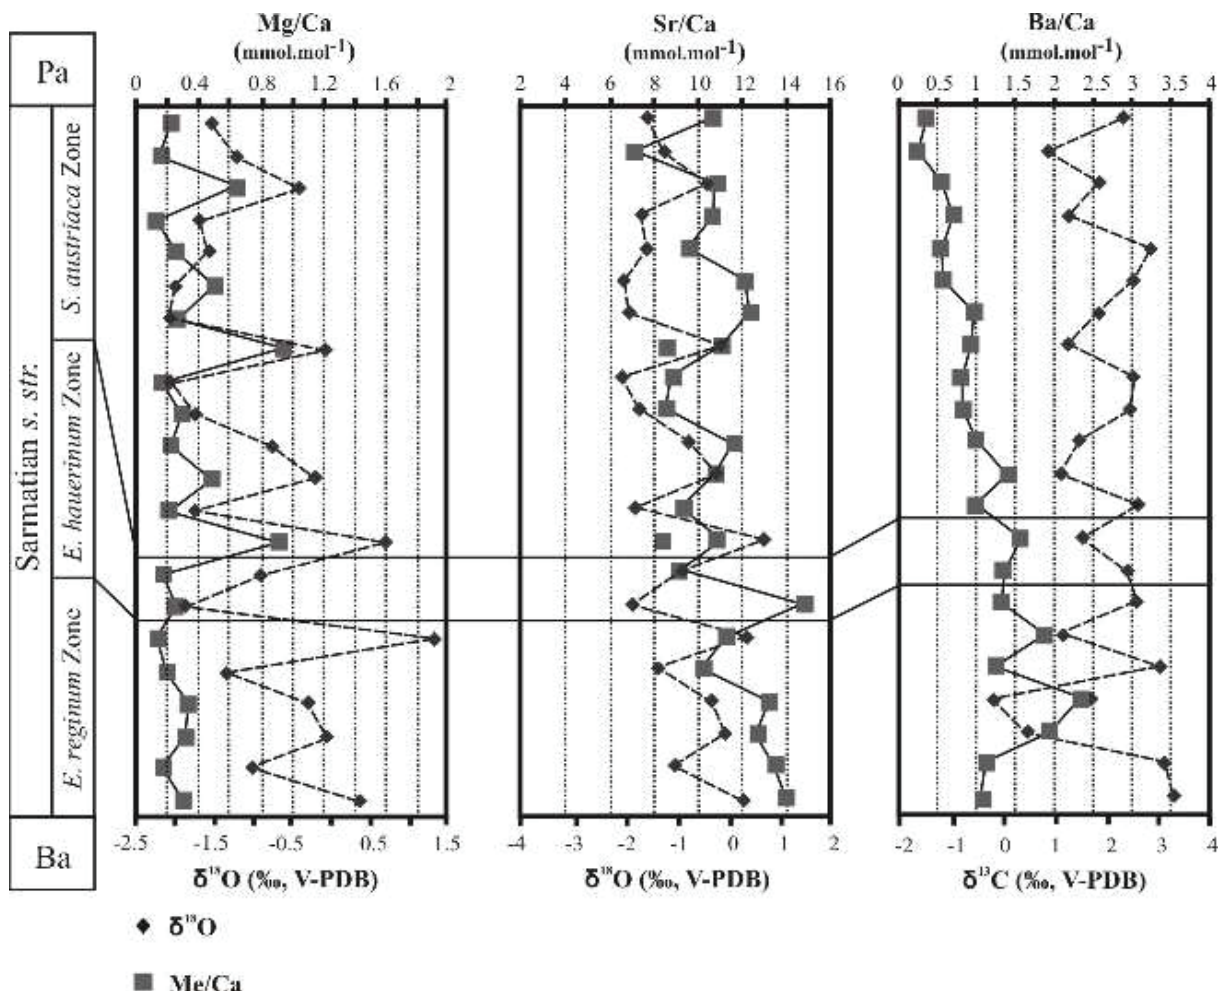 Mg/Ca
(mmol.mol⁻¹)
0 0.4 0.8 1.2 1.6 2
Sr/Ca
(mmol.mol⁻¹)
2 4 6 8 10 12 14 16
Ba/Ca
(mmol.mol⁻¹)
0 0.5 1 1.5 2 2.5 3 3.5 4
Pa
Sarmatian s. str.
S. austriaca Zone
E. hauerinum Zone
E. reginum Zone
Ba
-2.5 -1.5 -0.5 0.5 1.5
δ¹⁸O (‰, V-PDB)
-4 -3 -2 -1 0 1 2
δ¹⁸O (‰, V-PDB)
-2 -1 0 1 2 3 4
δ¹³C (‰, V-PDB)
δ¹⁸O
Me/Ca